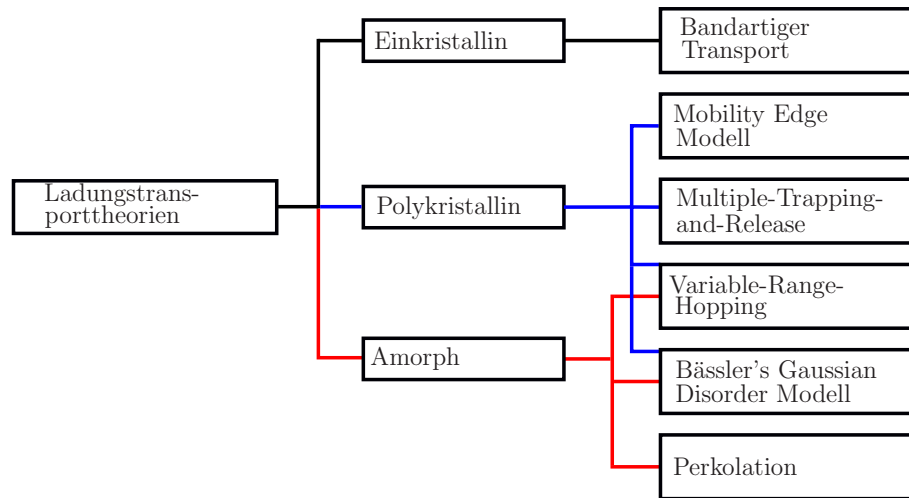 Ladungstrans-
porttheorien
Einkristallin
Polykristallin
Amorph
Bandartiger
Transport
Mobility Edge
Modell
Multiple-Trapping-
and-Release
Variable-Range-
Hopping
Bässler's Gaussian
Disorder Modell
Perkolation